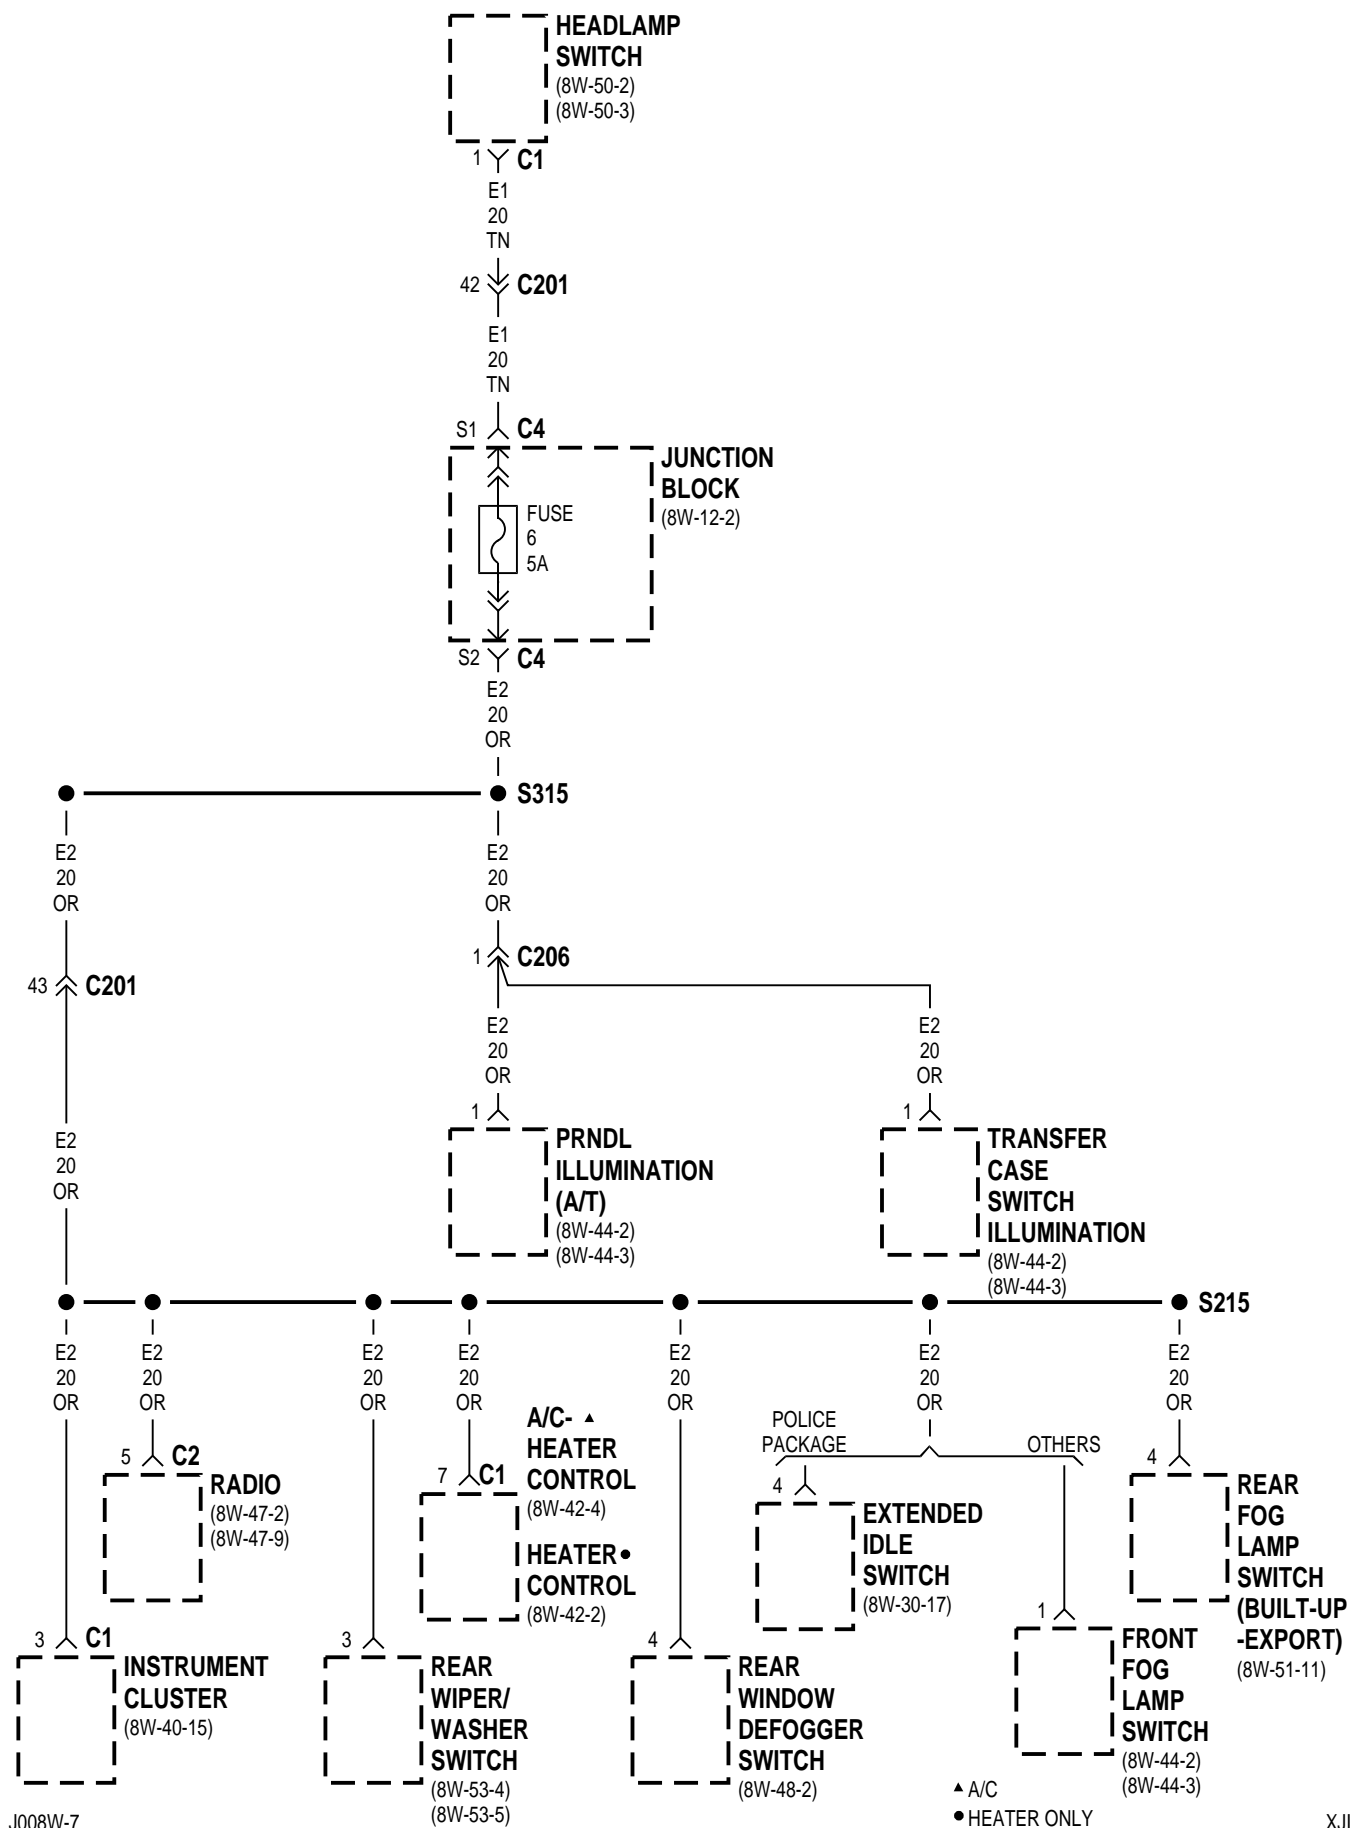 HEADLAMP
SWITCH
(8W-50-2)
(8W-50-3)
1 C1
E1
20
TN
42 C201
E1
20
TN
S1 C4
JUNCTION
BLOCK
(8W-12-2)
FUSE
6
5A
S2 C4
E2
20
OR
S315
E2
20
OR
E2
20
OR
1 C206
43 C201
E2
20
OR
E2
20
OR
1
1
PRNDL
ILLUMINATION
(A/T)
(8W-44-2)
(8W-44-3)
TRANSFER
CASE
SWITCH
ILLUMINATION
(8W-44-2)
(8W-44-3)
E2
20
OR
S215
E2
20
OR
E2
20
OR
E2
20
OR
E2
20
OR
E2
20
OR
E2
20
OR
E2
20
OR
5 C2
RADIO
(8W-47-2)
(8W-47-9)
7 C1
A/C- ▲
HEATER
CONTROL
(8W-42-4)
HEATER ●
CONTROL
(8W-42-2)
POLICE
PACKAGE
OTHERS
4
EXTENDED
IDLE
SWITCH
(8W-30-17)
4
REAR
FOG
LAMP
SWITCH
(BUILT-UP
-EXPORT)
(8W-51-11)
3 C1
INSTRUMENT
CLUSTER
(8W-40-15)
3
REAR
WIPER/
WASHER
SWITCH
(8W-53-4)
(8W-53-5)
4
REAR
WINDOW
DEFOGGER
SWITCH
(8W-48-2)
1
FRONT
FOG
LAMP
SWITCH
(8W-44-2)
(8W-44-3)
▲ A/C
● HEATER ONLY
J008W-7